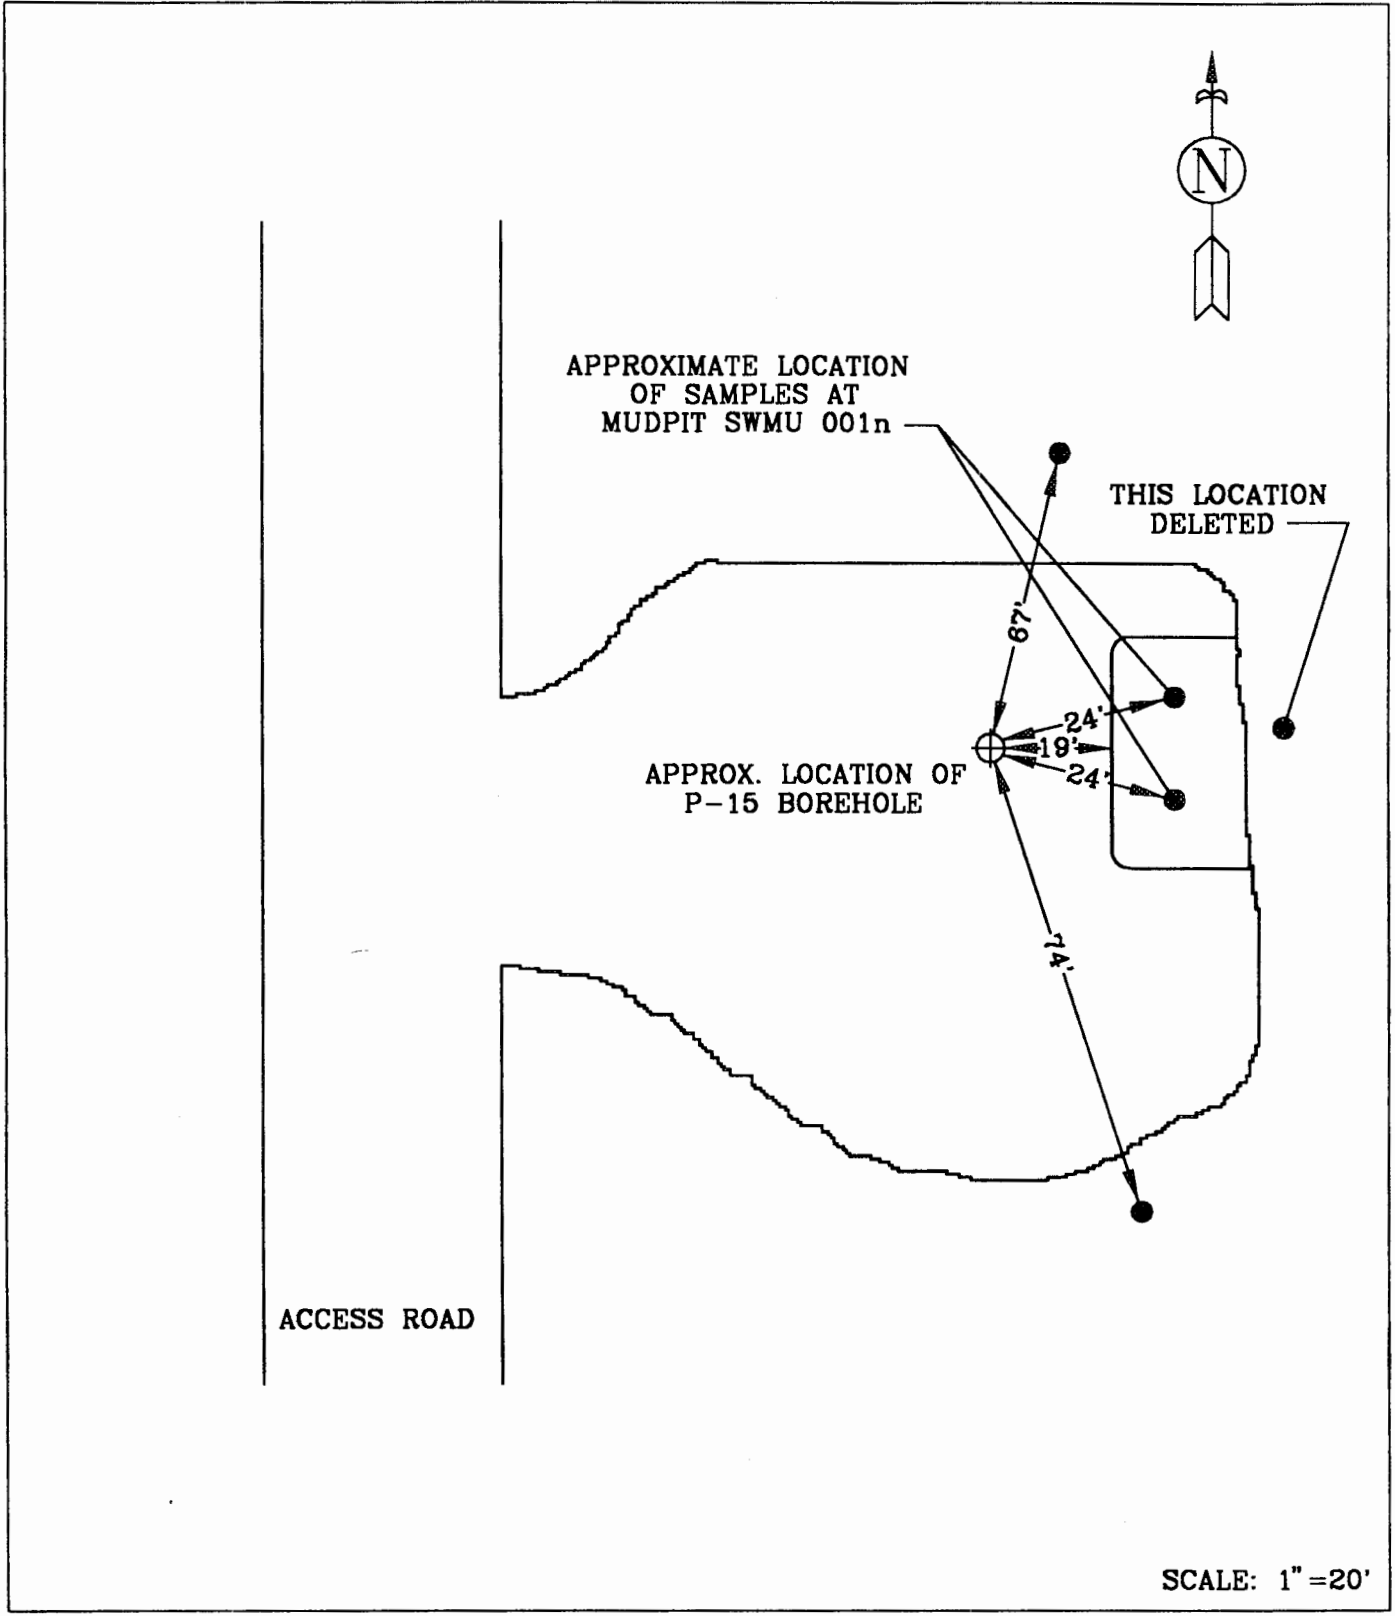 N
APPROXIMATE LOCATION
OF SAMPLES AT
MUDPIT SWMU 001n
THIS LOCATION
DELETED
67'
24'
19'
24'
APPROX. LOCATION OF
P-15 BOREHOLE
74'
ACCESS ROAD
SCALE: 1"=20'